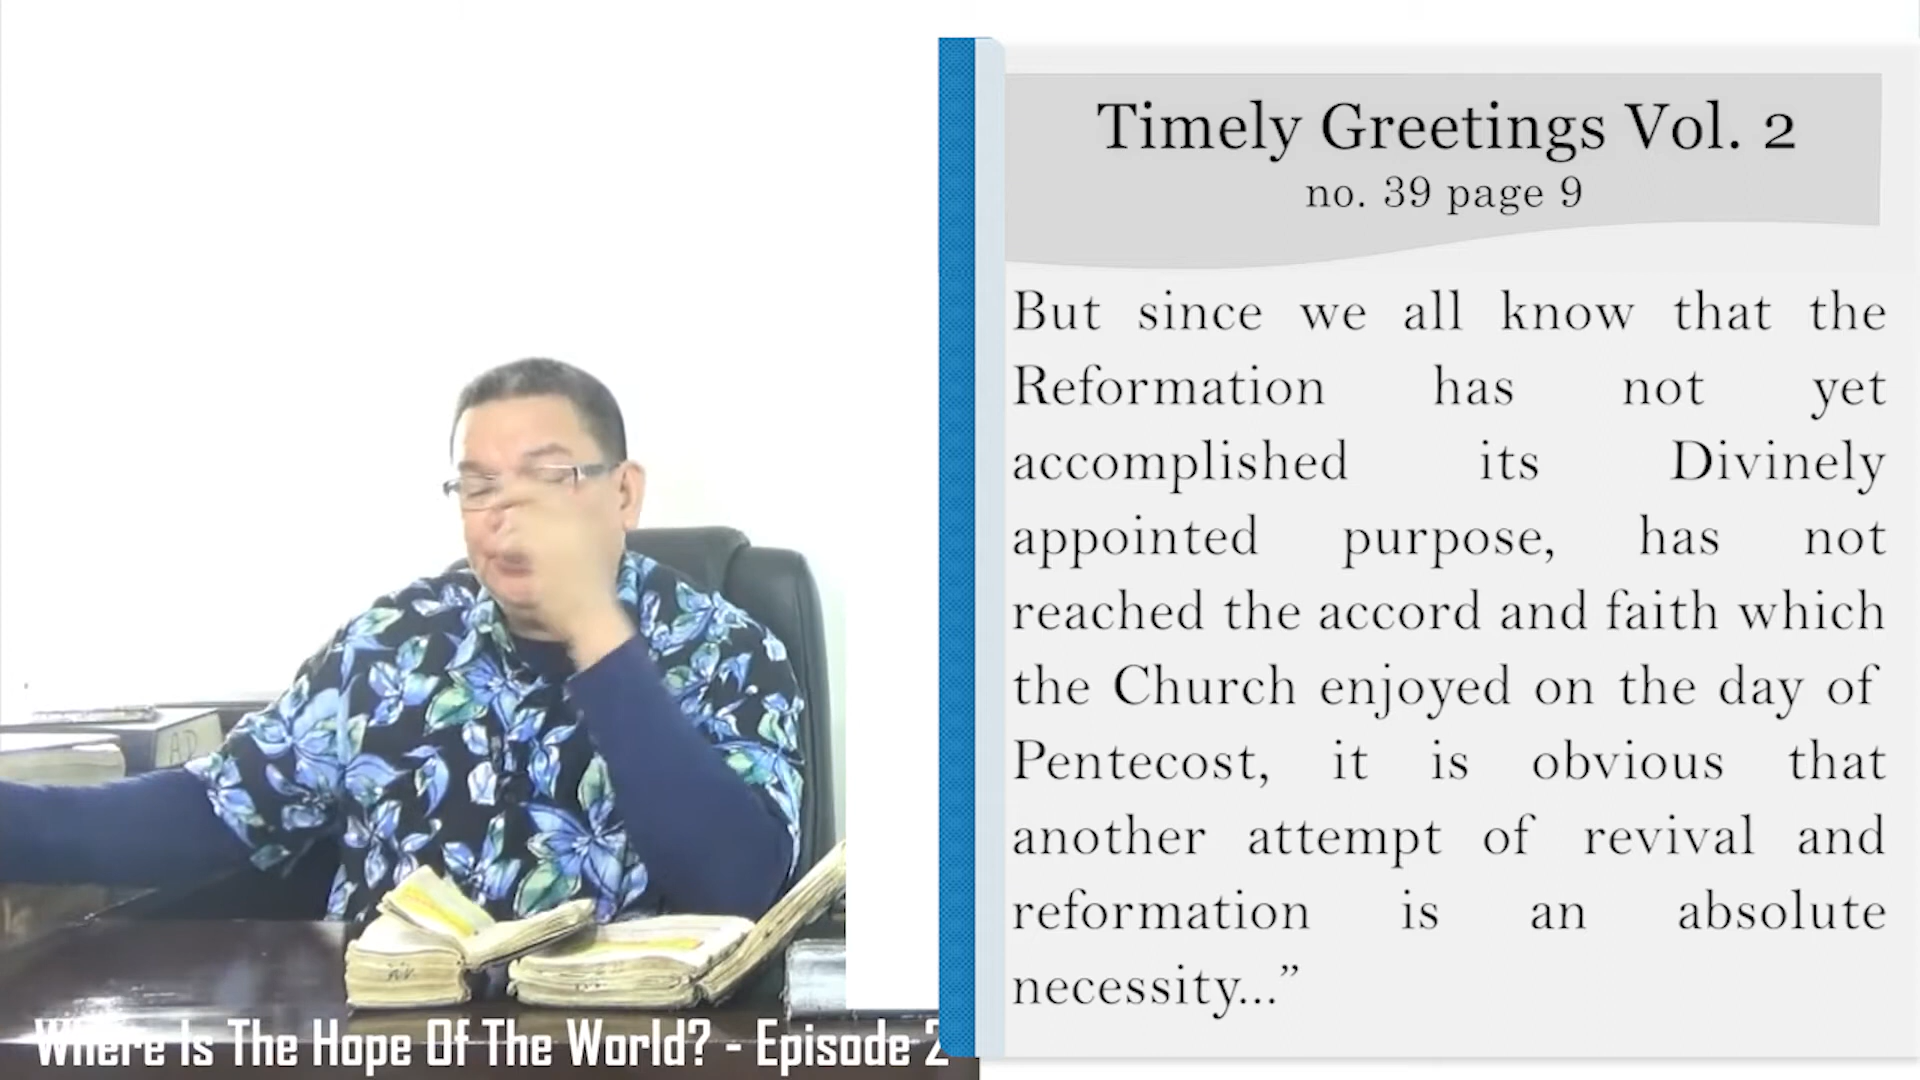 Timely Greetings Vol. 2
no. 39 page 9
But since we all know that the
Reformation has not yet
accomplished its Divinely
appointed purpose, has not
reached the accord and faith which
the Church enjoyed on the day of
Pentecost, it is obvious that
another attempt of revival and
reformation is an absolute
necessity...”
AD
Where Is The Hope Of The World? - Episode 2